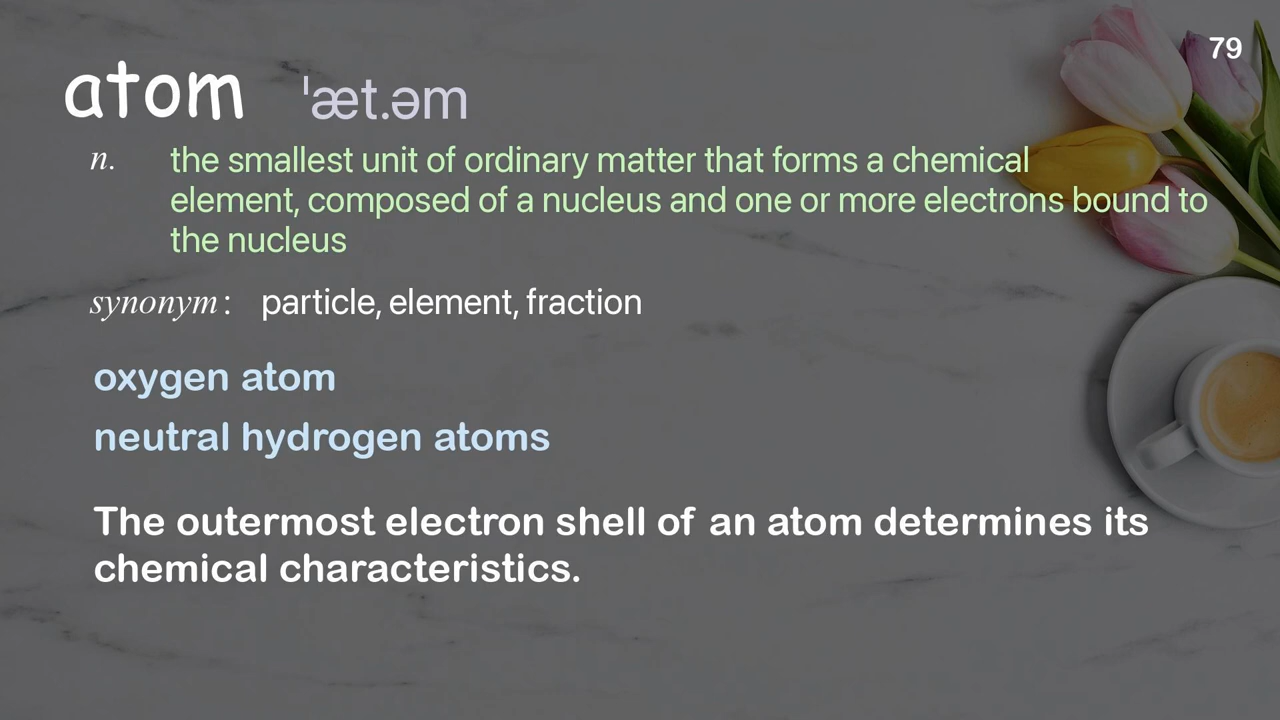 79
atom ˈæt.əm
n. the smallest unit of ordinary matter that forms a chemical
element, composed of a nucleus and one or more electrons bound to
the nucleus
synonym: particle, element, fraction
oxygen atom
neutral hydrogen atoms
The outermost electron shell of an atom determines its
chemical characteristics.